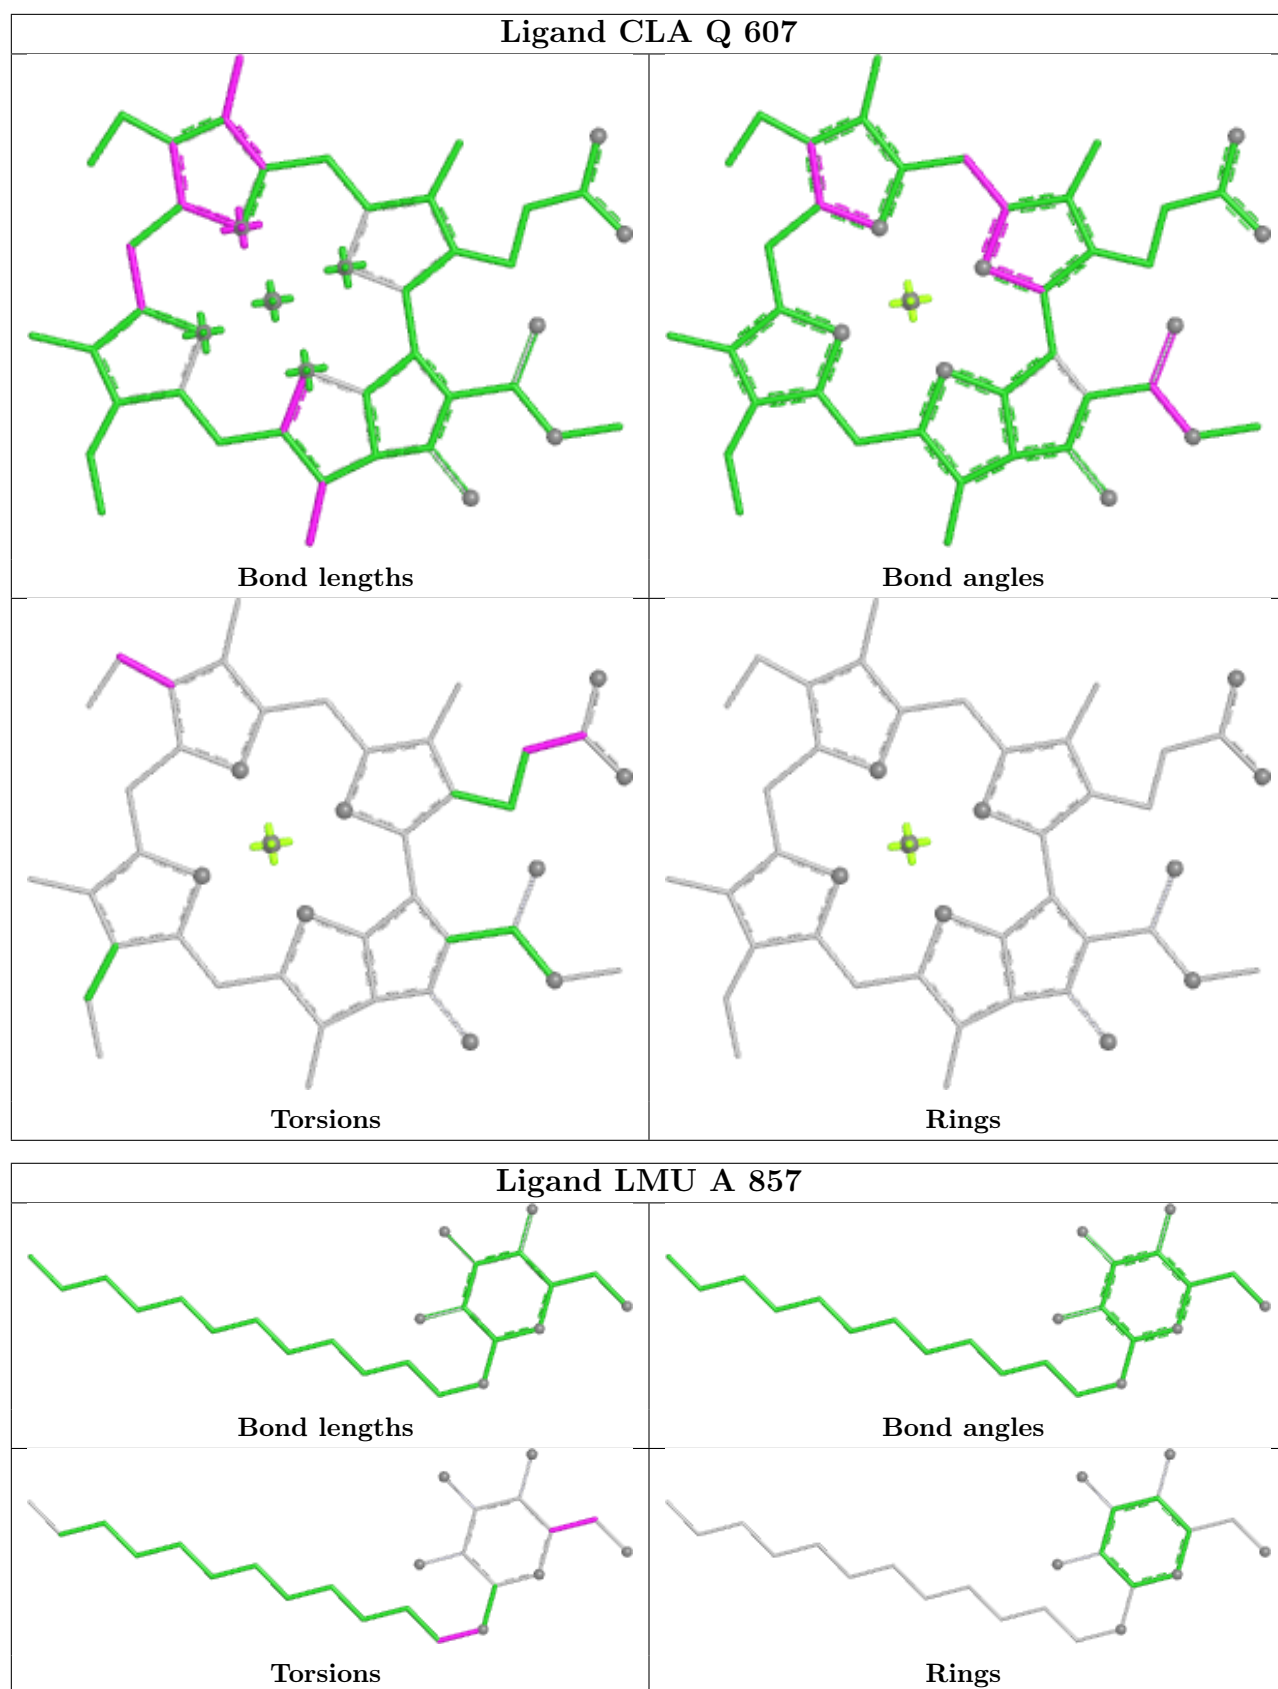 Ligand CLA Q 607
Bond lengths
Bond angles
Torsions
Rings
Ligand LMU A 857
Bond lengths
Bond angles
Torsions
Rings